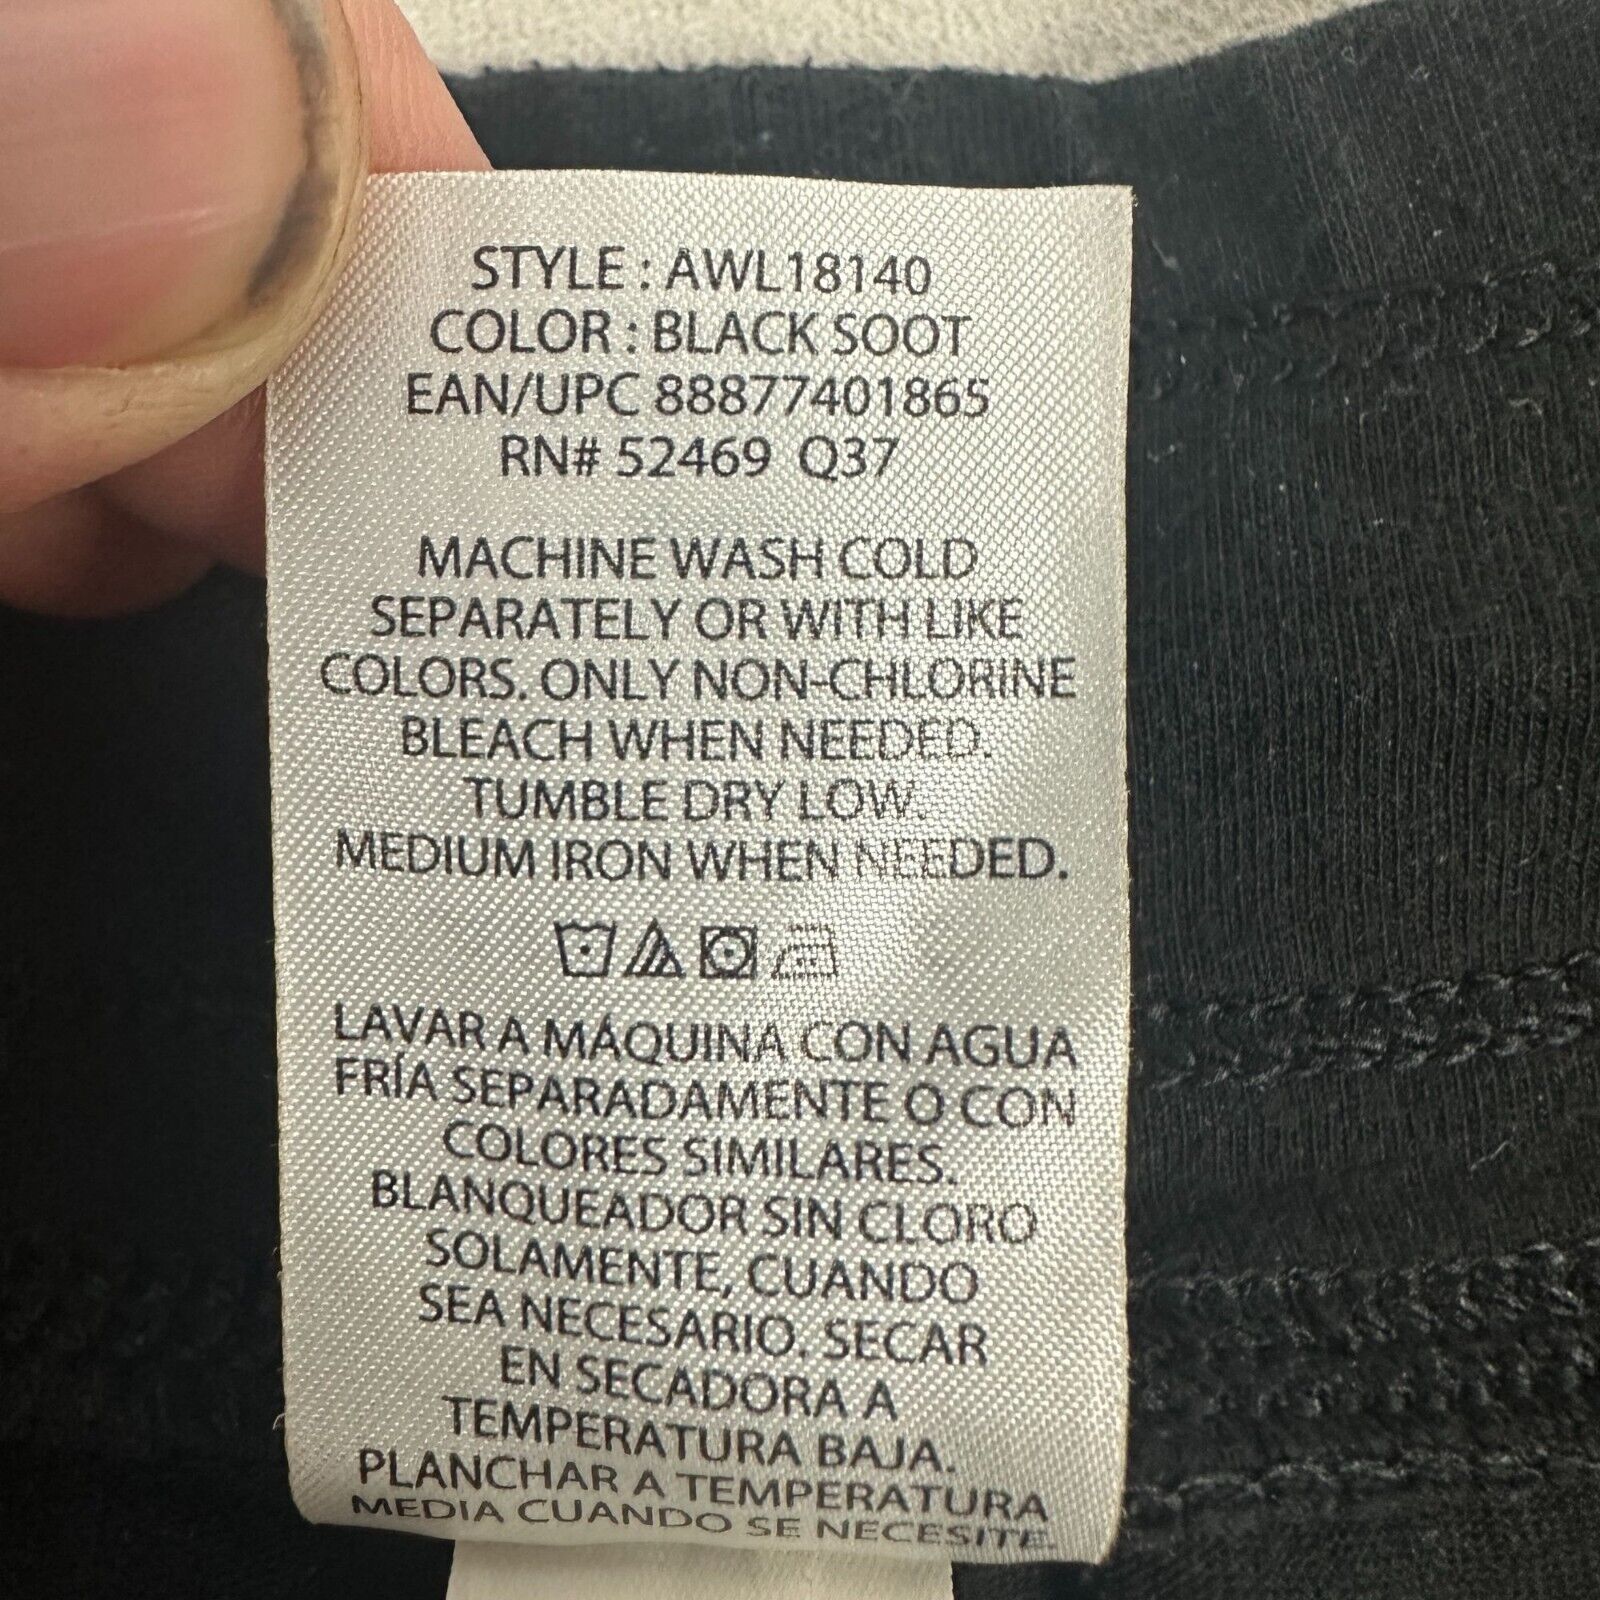 STYLE : AWL18140
COLOR : BLACK SOOT
EAN/UPC 88877401865
RN# 52469 Q37
MACHINE WASH COLD
SEPARATELY OR WITH LIKE
COLORS. ONLY NON-CHLORINE
BLEACH WHEN NEEDED.
TUMBLE DRY LOW.
MEDIUM IRON WHEN NEEDED.
LAVAR A MÁQUINA CON AGUA
FRÍA SEPARADAMENTE O CON
COLORES SIMILARES.
BLANQUEADOR SIN CLORO
SOLAMENTE, CUANDO
SEA NECESARIO. SECAR
EN SECADORA A
TEMPERATURA BAJA.
PLANCHAR A TEMPERATURA
MEDIA CUANDO SE NECESITE.